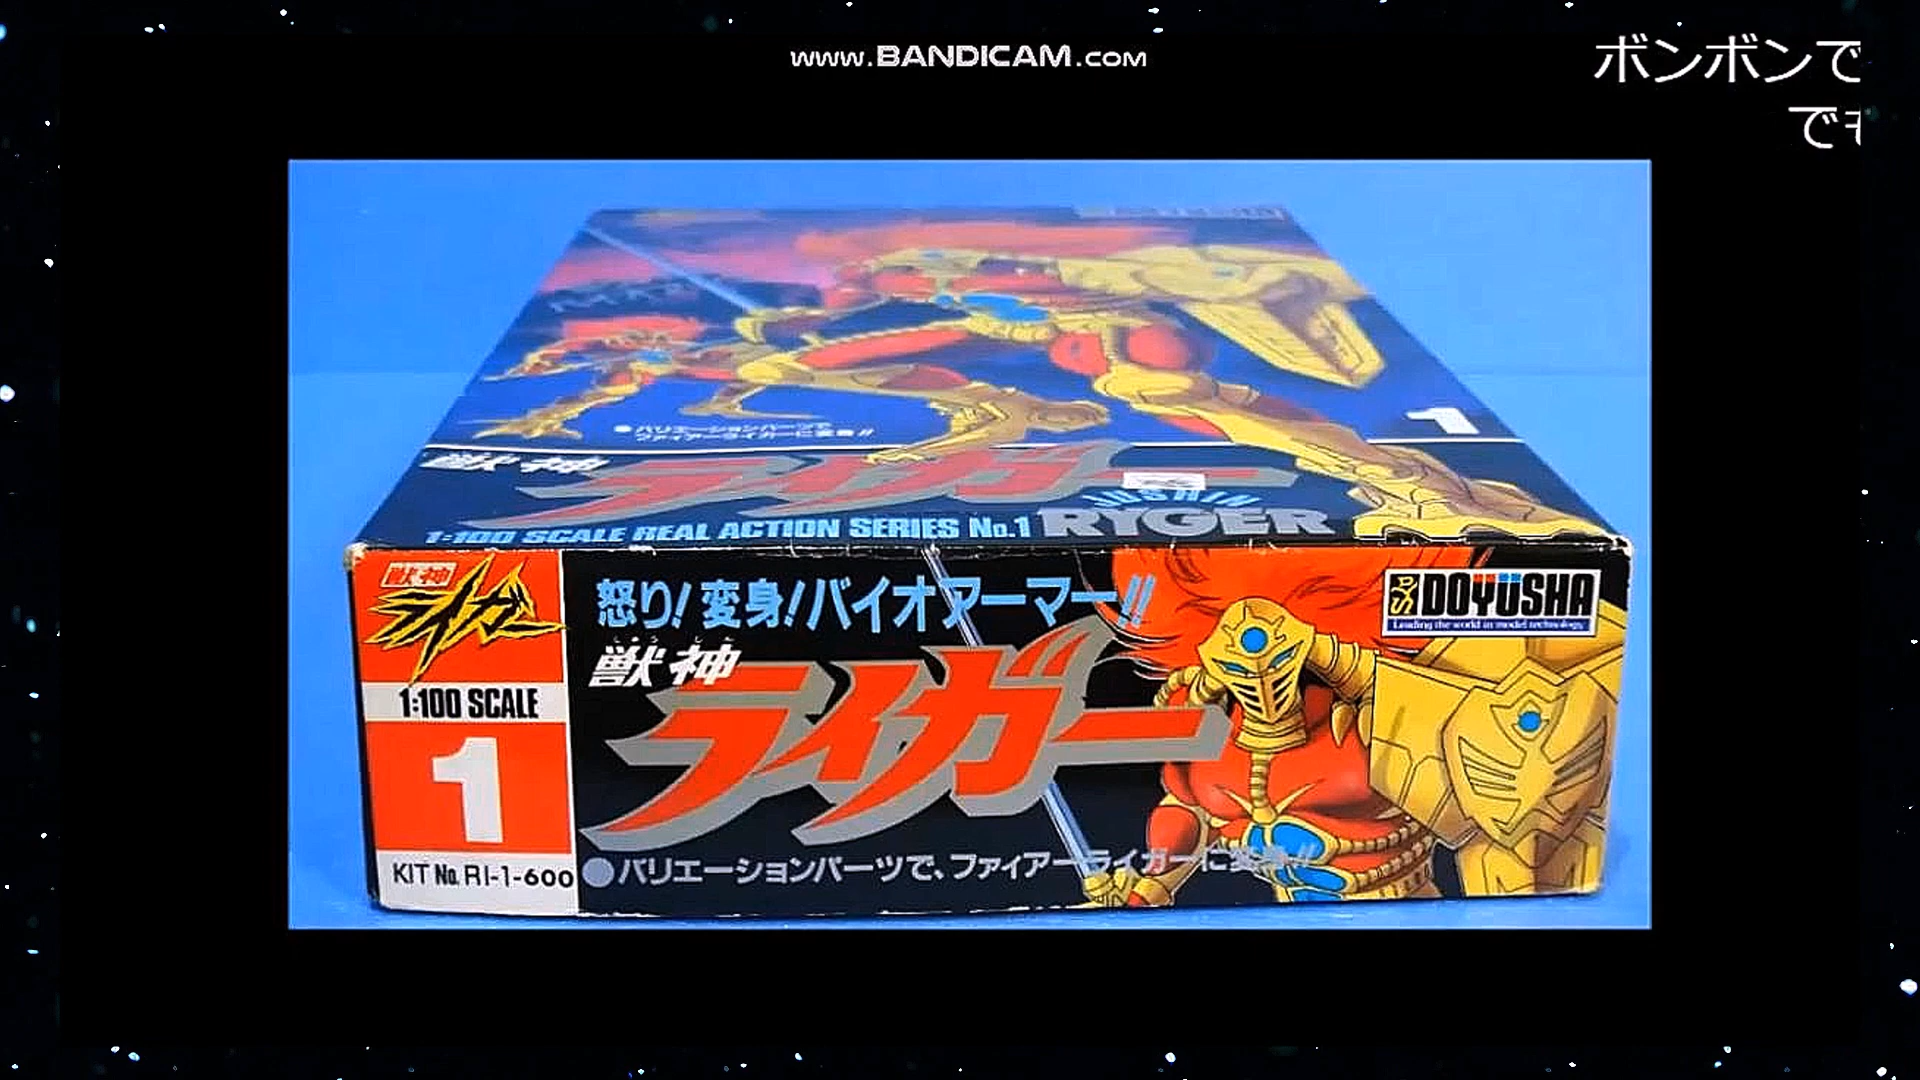 www.BANDICAM.com
ボンボンで
で
1
●バリエーションパーツで
ファイアーライガーに変身!!
獣神
ライガー
JUSHIN
1:100 SCALE REAL ACTION SERIES No.1
RYGER
獣神
ライガー
1:100 SCALE
1
KIT No. RI-1-600
怒り!変身!バイオアーマー!!
じゅうしん
獣神
ライガー
●バリエーションパーツで、ファイアーライガーに変身!!
DOYUSHA
Leading the world in model technology.